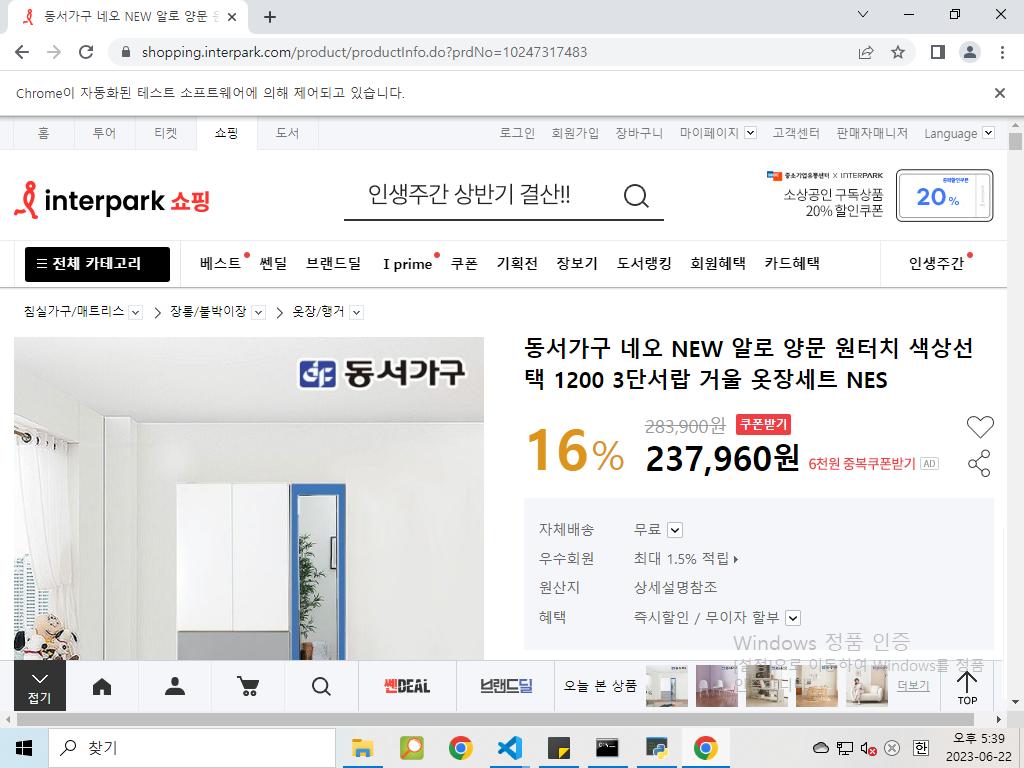 동서가구 네오 NEW 알로 양문 원
shopping.interpark.com/product/productInfo.do?prdNo=10247317483
Chrome이 자동화된 테스트 소프트웨어에 의해 제어되고 있습니다.
홈 투어 티켓 쇼핑 도서 로그인 회원가입 장바구니 마이페이지 고객센터 판매자매니저 Language
interpark 쇼핑
인생주간 상반기 결산!!
중소기업유통센터 X INTERPARK
소상공인 구독상품
20% 할인쿠폰
20%
전체 카테고리 베스트 쎈딜 브랜드딜 I prime 쿠폰 기획전 장보기 도서랭킹 회원혜택 카드혜택 인생주간
침실가구/매트리스 장롱/붙박이장 옷장/행거
동서가구
동서가구 네오 NEW 알로 양문 원터치 색상선
택 1200 3단서랍 거울 옷장세트 NES
16%
283,900원 쿠폰받기
237,960원 6천원 중복쿠폰받기 AD
자체배송 무료
우수회원 최대 1.5% 적립
원산지 상세설명참조
혜택 즉시할인 / 무이자 할부
Windows 정품 인증
[설정]으로 이동하여 Windows를 정품
접기 쎈DEAL 브랜드딜 오늘 본 상품 더보기 TOP
찾기
한
오후 5:39
2023-06-22